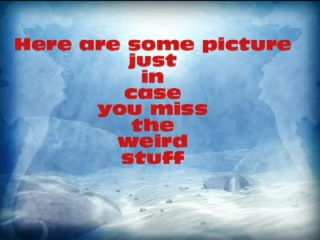 Here are some picture
just
in
case
you miss
the
weird
stuff